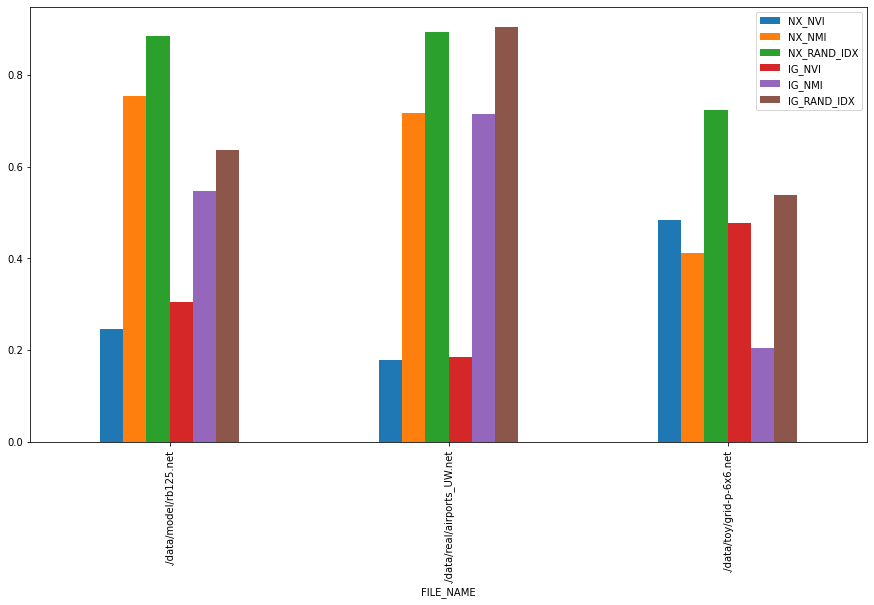 NX_NVI
NX_NMI
NX_RAND_IDX
IG_NVI
IG_NMI
IG_RAND_IDX
0.8
0.6
0.4
0.2
0.0
./data/model/rb125.net
./data/real/airports_UW.net
./data/toy/grid-p-6x6.net
FILE_NAME